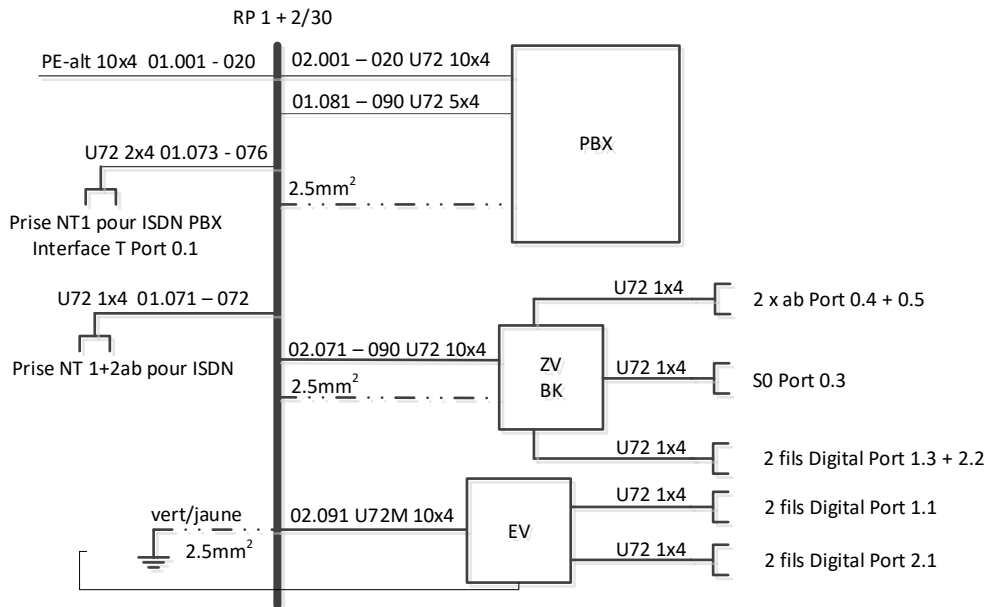 RP 1 + 2/30
PE-alt 10x4 01.001 - 020
02.001 – 020 U72 10x4
01.081 – 090 U72 5x4
PBX
U72 2x4 01.073 - 076
2.5mm²
Prise NT1 pour ISDN PBX
Interface T Port 0.1
U72 1x4 01.071 – 072
U72 1x4
2 x ab Port 0.4 + 0.5
Prise NT 1+2ab pour ISDN
02.071 – 090 U72 10x4
ZV
BK
U72 1x4
S0 Port 0.3
2.5mm²
U72 1x4
2 fils Digital Port 1.3 + 2.2
vert/jaune
2.5mm²
02.091 U72M 10x4
EV
U72 1x4
2 fils Digital Port 1.1
U72 1x4
2 fils Digital Port 2.1